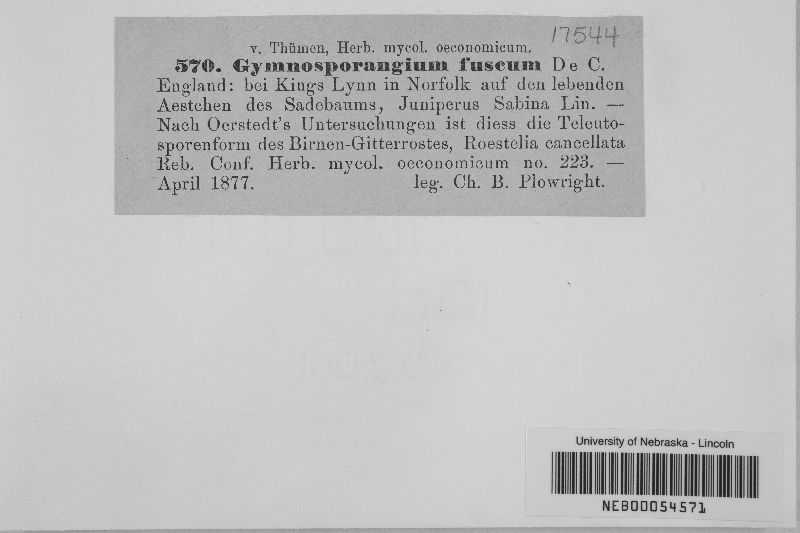 17544
v. Thümen, Herb. mycol. oeconomicum.
570. Gymnosporangium fuscum De C.
England: bei Kings Lynn in Norfolk auf den lebenden
Aestchen des Sadebaums, Juniperus Sabina Lin. —
Nach Oerstedt's Untersuchungen ist diess die Teleuto-
sporenform des Birnen-Gitterrostes, Roestelia cancellata
Reb. Conf. Herb. mycol. oeconomicum no. 223. —
April 1877. leg. Ch. B. Plowright.
University of Nebraska - Lincoln
NEB00054571